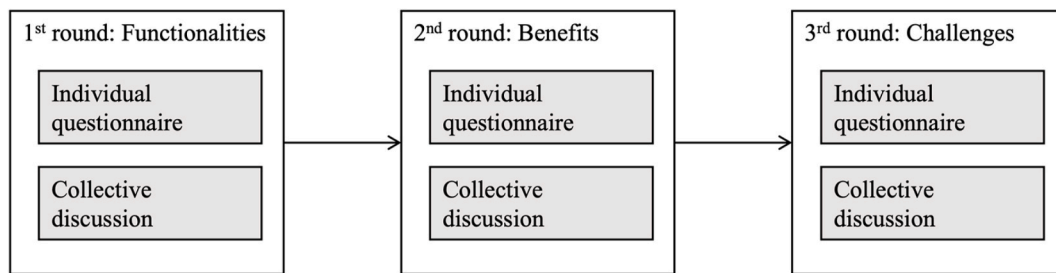 1st round: Functionalities
Individual
questionnaire
Collective
discussion
2nd round: Benefits
Individual
questionnaire
Collective
discussion
3rd round: Challenges
Individual
questionnaire
Collective
discussion